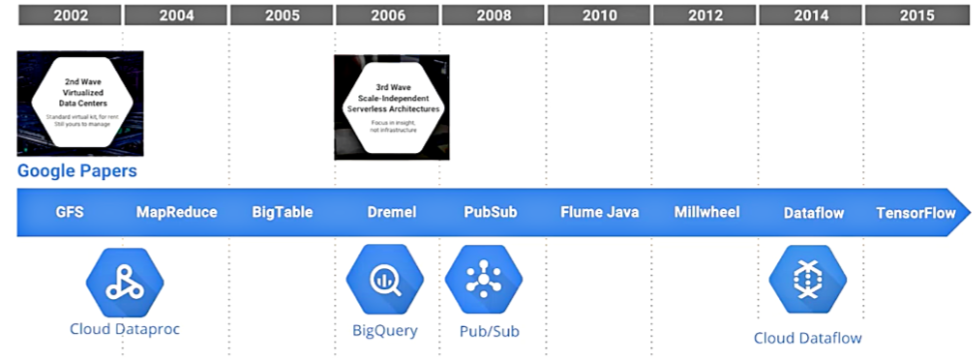 2002 2004 2005 2006 2008 2010 2012 2014 2015
2nd Wave
Virtualized
Data Centers
Standard virtual kit, for rent
Still yours to manage
3rd Wave
Scale-Independent
Serverless Architectures
Focus in insight,
not infrastructure
Google Papers
GFS MapReduce BigTable Dremel PubSub Flume Java Millwheel Dataflow TensorFlow
Cloud Dataproc BigQuery Pub/Sub Cloud Dataflow